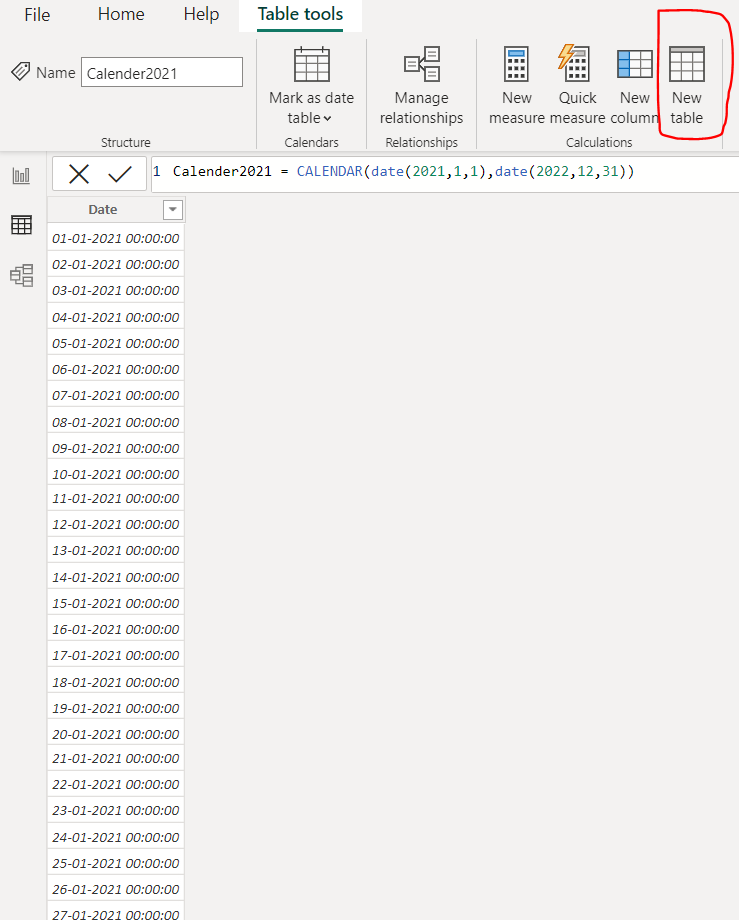 File Home Help Table tools
Name Calender2021
Mark as date table
Manage relationships
New measure
Quick measure
New column
New table
Structure Calendars Relationships Calculations
1 Calender2021 = CALENDAR(date(2021,1,1),date(2022,12,31))
Date
01-01-2021 00:00:00
02-01-2021 00:00:00
03-01-2021 00:00:00
04-01-2021 00:00:00
05-01-2021 00:00:00
06-01-2021 00:00:00
07-01-2021 00:00:00
08-01-2021 00:00:00
09-01-2021 00:00:00
10-01-2021 00:00:00
11-01-2021 00:00:00
12-01-2021 00:00:00
13-01-2021 00:00:00
14-01-2021 00:00:00
15-01-2021 00:00:00
16-01-2021 00:00:00
17-01-2021 00:00:00
18-01-2021 00:00:00
19-01-2021 00:00:00
20-01-2021 00:00:00
21-01-2021 00:00:00
22-01-2021 00:00:00
23-01-2021 00:00:00
24-01-2021 00:00:00
25-01-2021 00:00:00
26-01-2021 00:00:00
27-01-2021 00:00:00